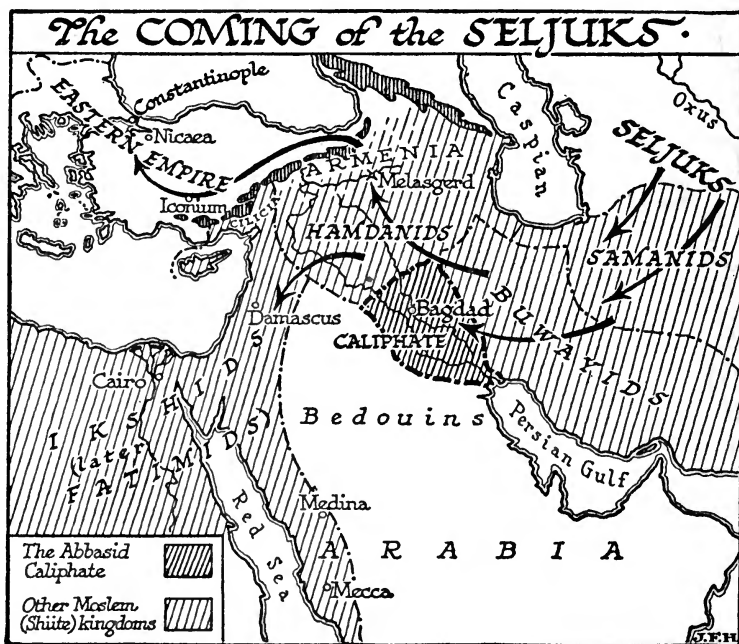 The COMING of the SELJUKS.
Constantinople
Nicaea
EASTERN EMPIRE
Iconium
CILICIA
ARMENIA
Melasgerd
HAMDANIDS
Caspian
Oxus
SELJUKS
SAMANIDS
BUWAYIDS
Bagdad
CALIPHATE
Damascus
Cairo
IKSHIDS
(later
FATIMIDS)
Bedouins
Persian Gulf
Red Sea
Medina
Mecca
ARABIA
The Abbasid
Caliphate
Other Moslem
(Shiite) kingdoms
J.F.H.